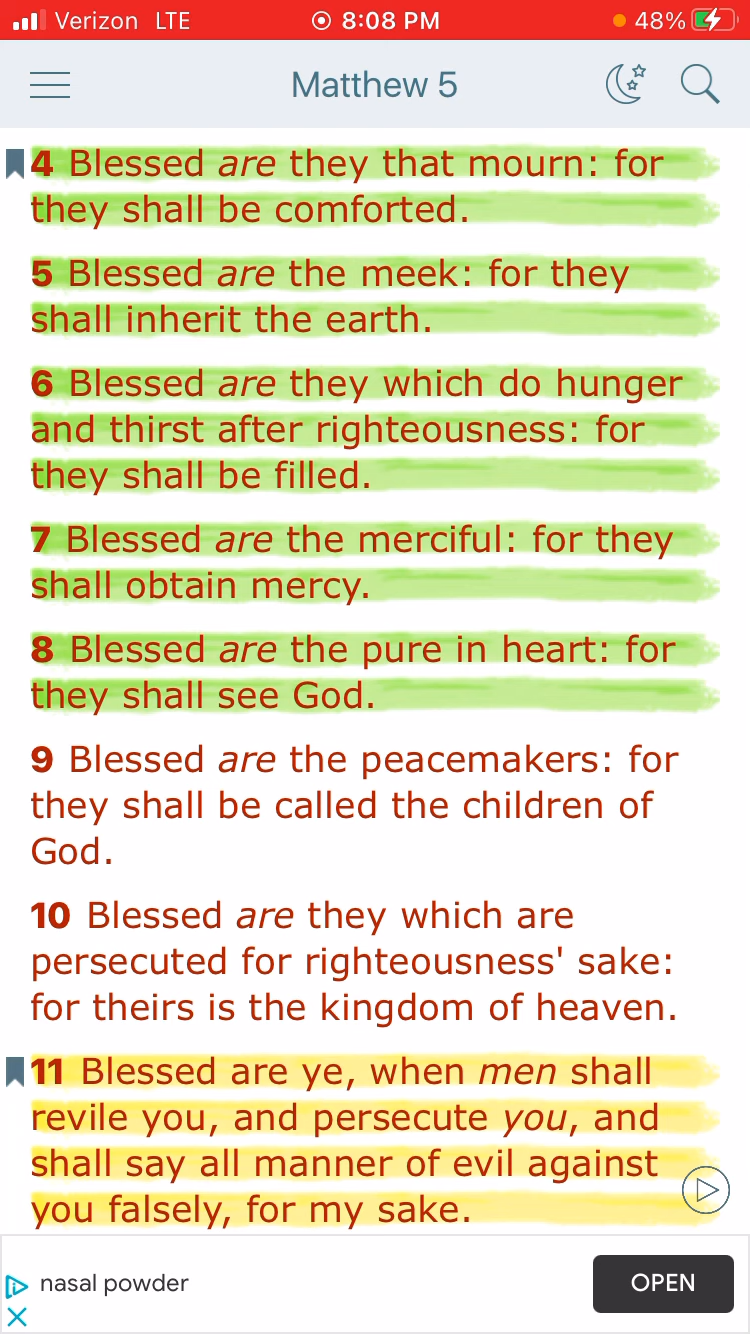 Verizon LTE 8:08 PM 48%
Matthew 5
4 Blessed are they that mourn: for
they shall be comforted.
5 Blessed are the meek: for they
shall inherit the earth.
6 Blessed are they which do hunger
and thirst after righteousness: for
they shall be filled.
7 Blessed are the merciful: for they
shall obtain mercy.
8 Blessed are the pure in heart: for
they shall see God.
9 Blessed are the peacemakers: for
they shall be called the children of
God.
10 Blessed are they which are
persecuted for righteousness' sake:
for theirs is the kingdom of heaven.
11 Blessed are ye, when men shall
revile you, and persecute you, and
shall say all manner of evil against
you falsely, for my sake.
nasal powder
OPEN